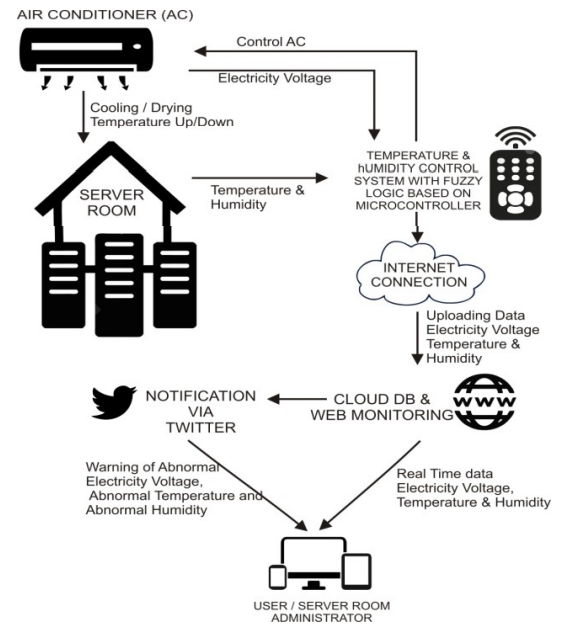 AIR CONDITIONER (AC)
Control AC
Electricity Voltage
Cooling / Drying
Temperature Up/Down
SERVER
ROOM
Temperature &
Humidity
TEMPERATURE &
hUMIDITY CONTROL
SYSTEM WITH FUZZY
LOGIC BASED ON
MICROCONTROLLER
INTERNET
CONNECTION
Uploading Data
Electricity Voltage
Temperature &
Humidity
NOTIFICATION
VIA
TWITTER
CLOUD DB &
WEB MONITORING
WWW
Warning of Abnormal
Electricity Voltage,
Abnormal Temperature and
Abnormal Humidity
Real Time data
Electricity Voltage,
Temperature & Humidity
USER / SERVER ROOM
ADMINISTRATOR